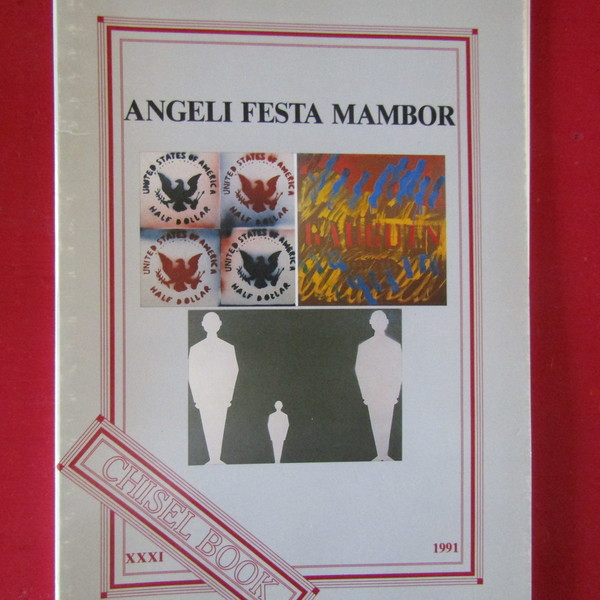 ANGELI FESTA MAMBOR
UNITED STATES OF AMERICA
HALF DOLLAR
UNITED STATES OF AMERICA
HALF DOLLAR
UNITED STATES OF AMERICA
HALF DOLLAR
UNITED STATES OF AMERICA
HALF DOLLAR
CHISEL BOOK
XXXI
1991